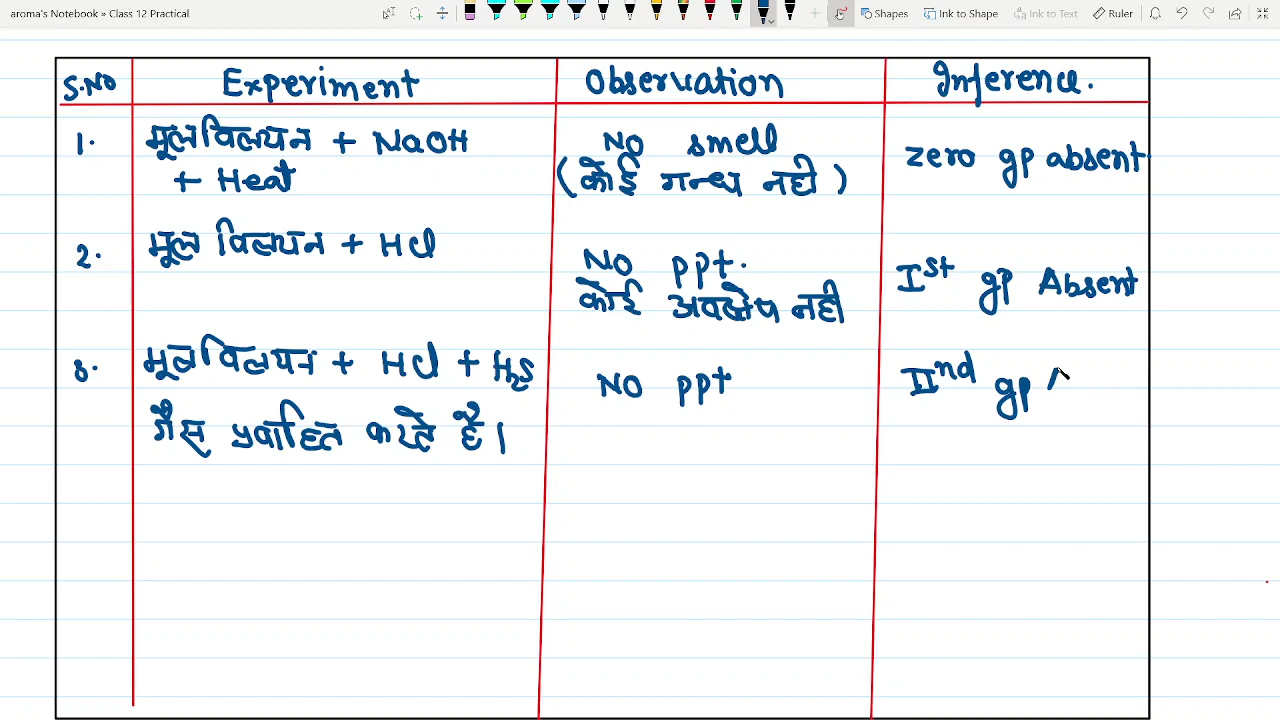 aroma's Notebook » Class 12 Practical
Shapes
Ink to Shape
Ink to Text
Ruler
S.NO Experiment Observation Inference.
1. मूल विलयन + NaOH NO smell zero gp absent
+ Heat (कोई गन्ध नही)
2. मूल विलयन + HCl NO ppt. Ist gp Absent
कोई अवक्षेप नही
3. मूल विलयन + HCl + H2S NO ppt IInd gp
गैस प्रवाहित करते है।